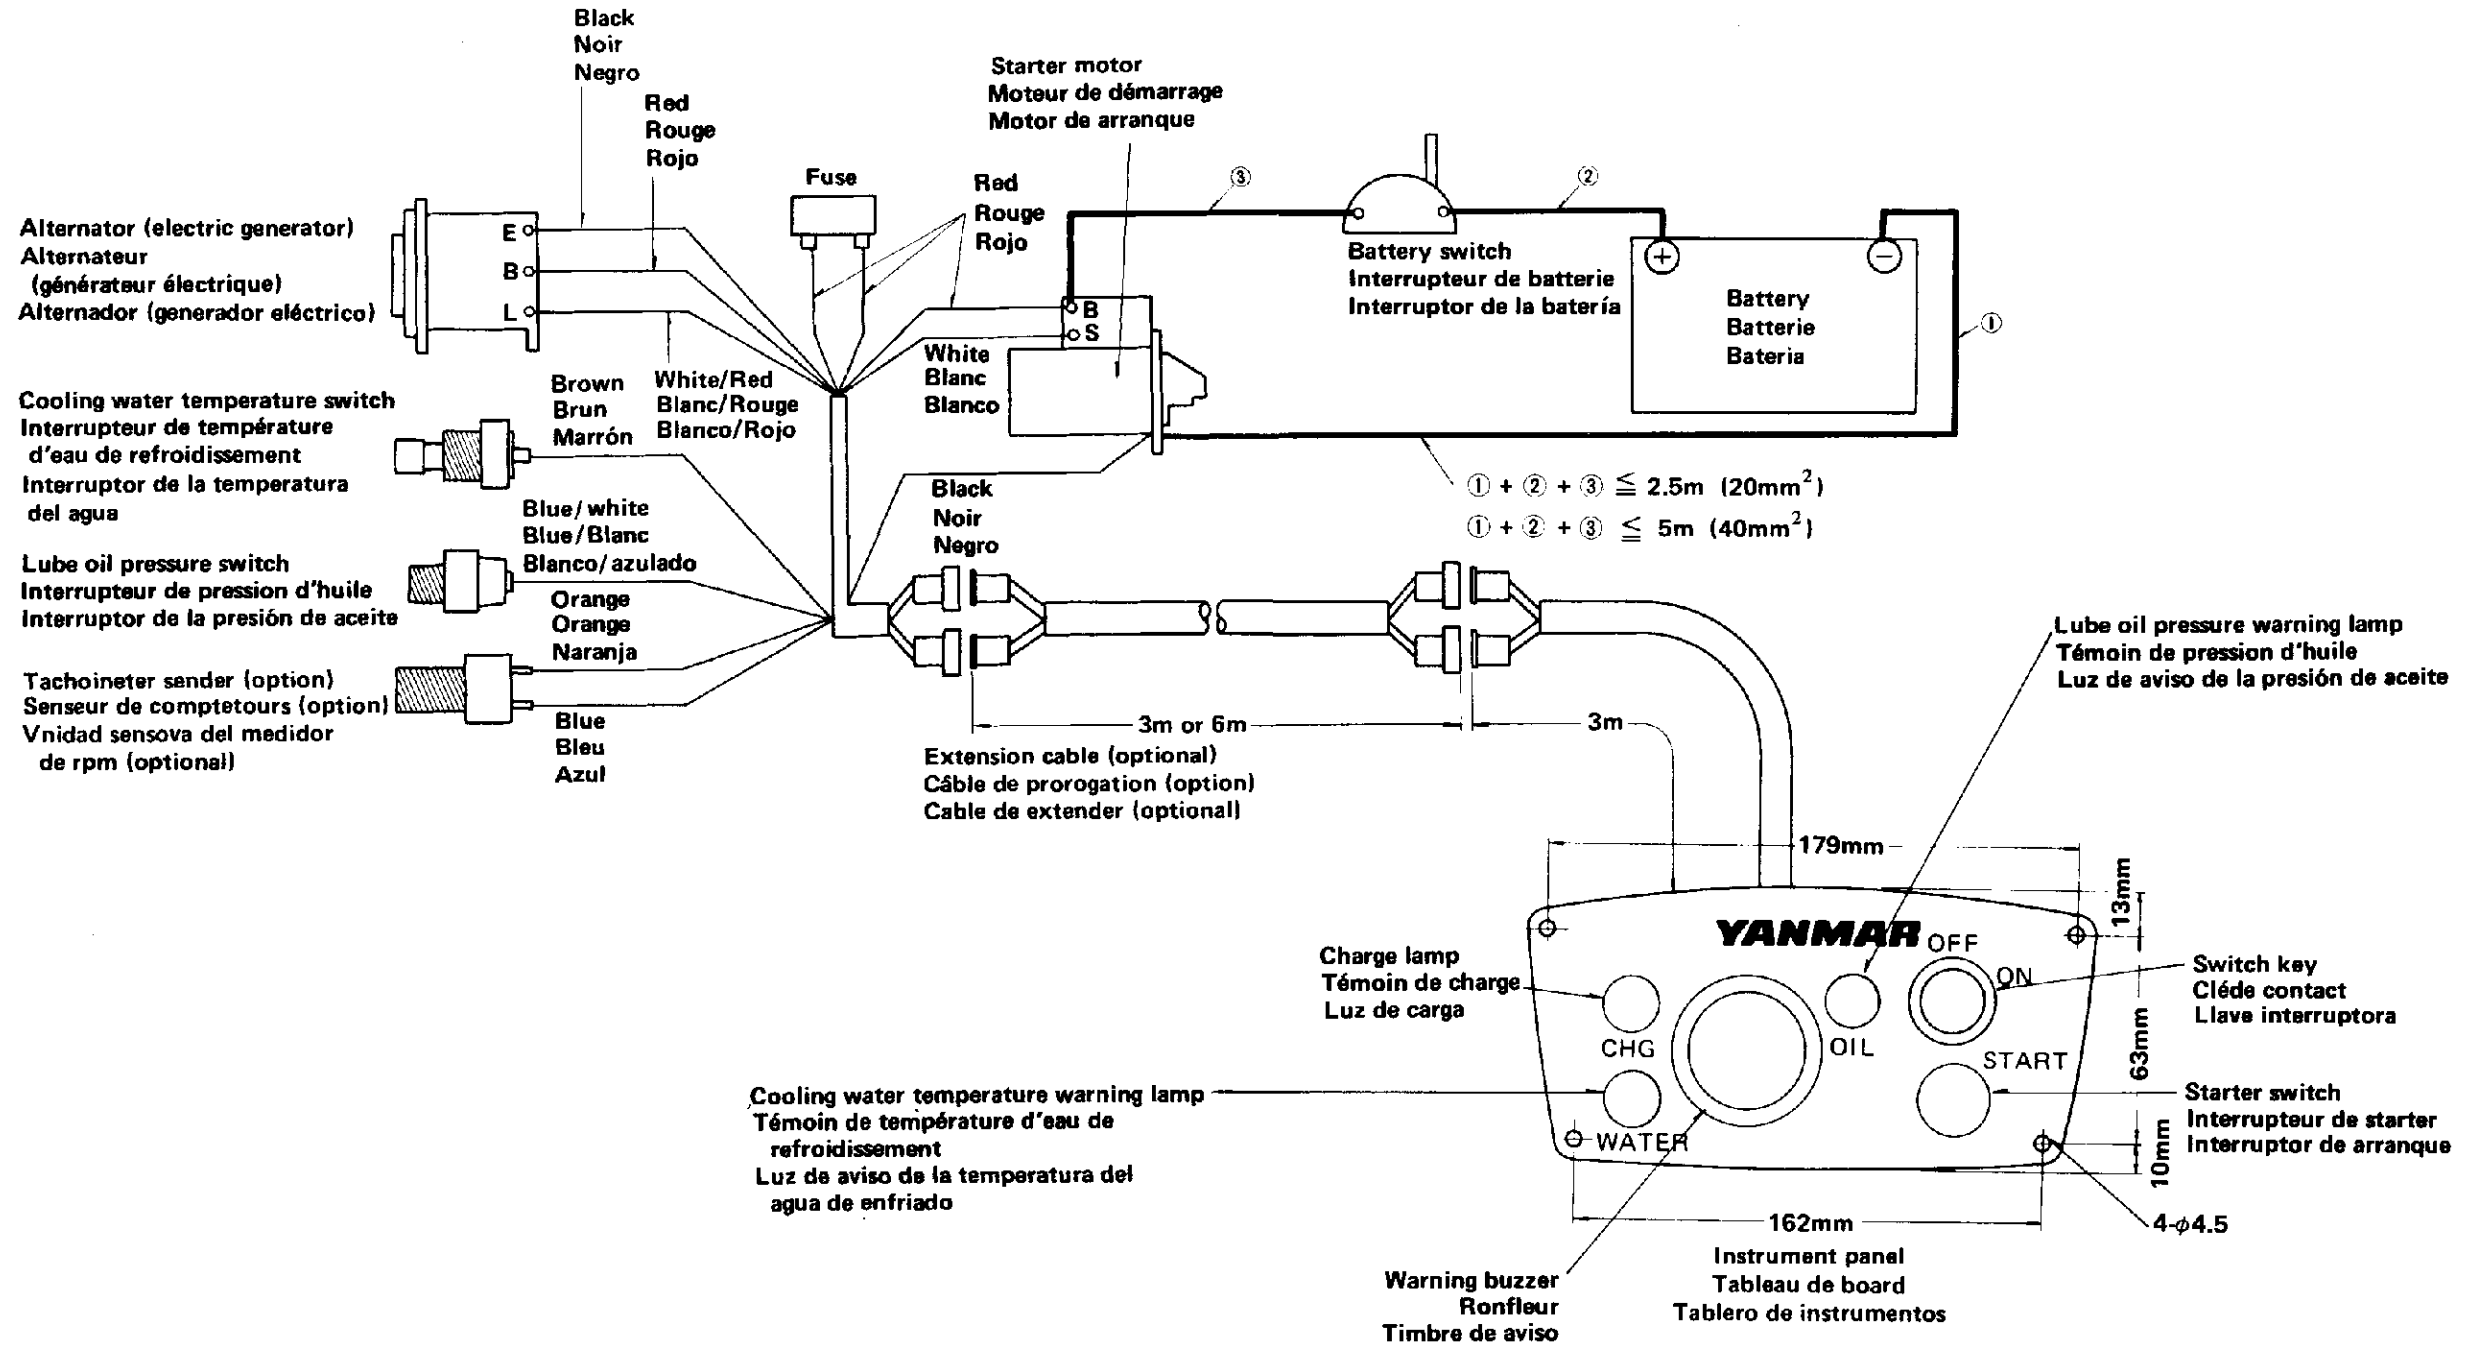 Black
Noir
Negro
Red
Rouge
Rojo
Fuse
Starter motor
Moteur de démarrage
Motor de arranque
Red
Rouge
Rojo
③
②
Alternator (electric generator)
Alternateur
(générateur électrique)
Alternador (generador eléctrico)
E
B
L
B
S
Battery switch
Interrupteur de batterie
Interruptor de la batería
+
−
Battery
Batterie
Bateria
①
White
Blanc
Blanco
Brown
Brun
Marrón
White/Red
Blanc/Rouge
Blanco/Rojo
Cooling water temperature switch
Interrupteur de température
d'eau de refroidissement
Interruptor de la temperatura
del agua
Black
Noir
Negro
① + ② + ③ ≦ 2.5m (20mm²)
① + ② + ③ ≦ 5m (40mm²)
Blue/white
Blue/Blanc
Blanco/azulado
Lube oil pressure switch
Interrupteur de pression d'huile
Interruptor de la presión de aceite
Orange
Orange
Naranja
Tachoineter sender (option)
Senseur de comptetours (option)
Vnidad sensova del medidor
de rpm (optional)
Blue
Bleu
Azul
3m or 6m
3m
Extension cable (optional)
Câble de prorogation (option)
Cable de extender (optional)
Lube oil pressure warning lamp
Témoin de pression d'huile
Luz de aviso de la presión de aceite
179mm
13mm
YANMAR
OFF
ON
Charge lamp
Témoin de charge
Luz de carga
CHG
OIL
START
Switch key
Cléde contact
Llave interruptora
63mm
Cooling water temperature warning lamp
Témoin de température d'eau de
refroidissement
Luz de aviso de la temperatura del
agua de enfriado
WATER
Starter switch
Interrupteur de starter
Interruptor de arranque
10mm
162mm
4-φ4.5
Warning buzzer
Ronfleur
Timbre de aviso
Instrument panel
Tableau de board
Tablero de instrumentos